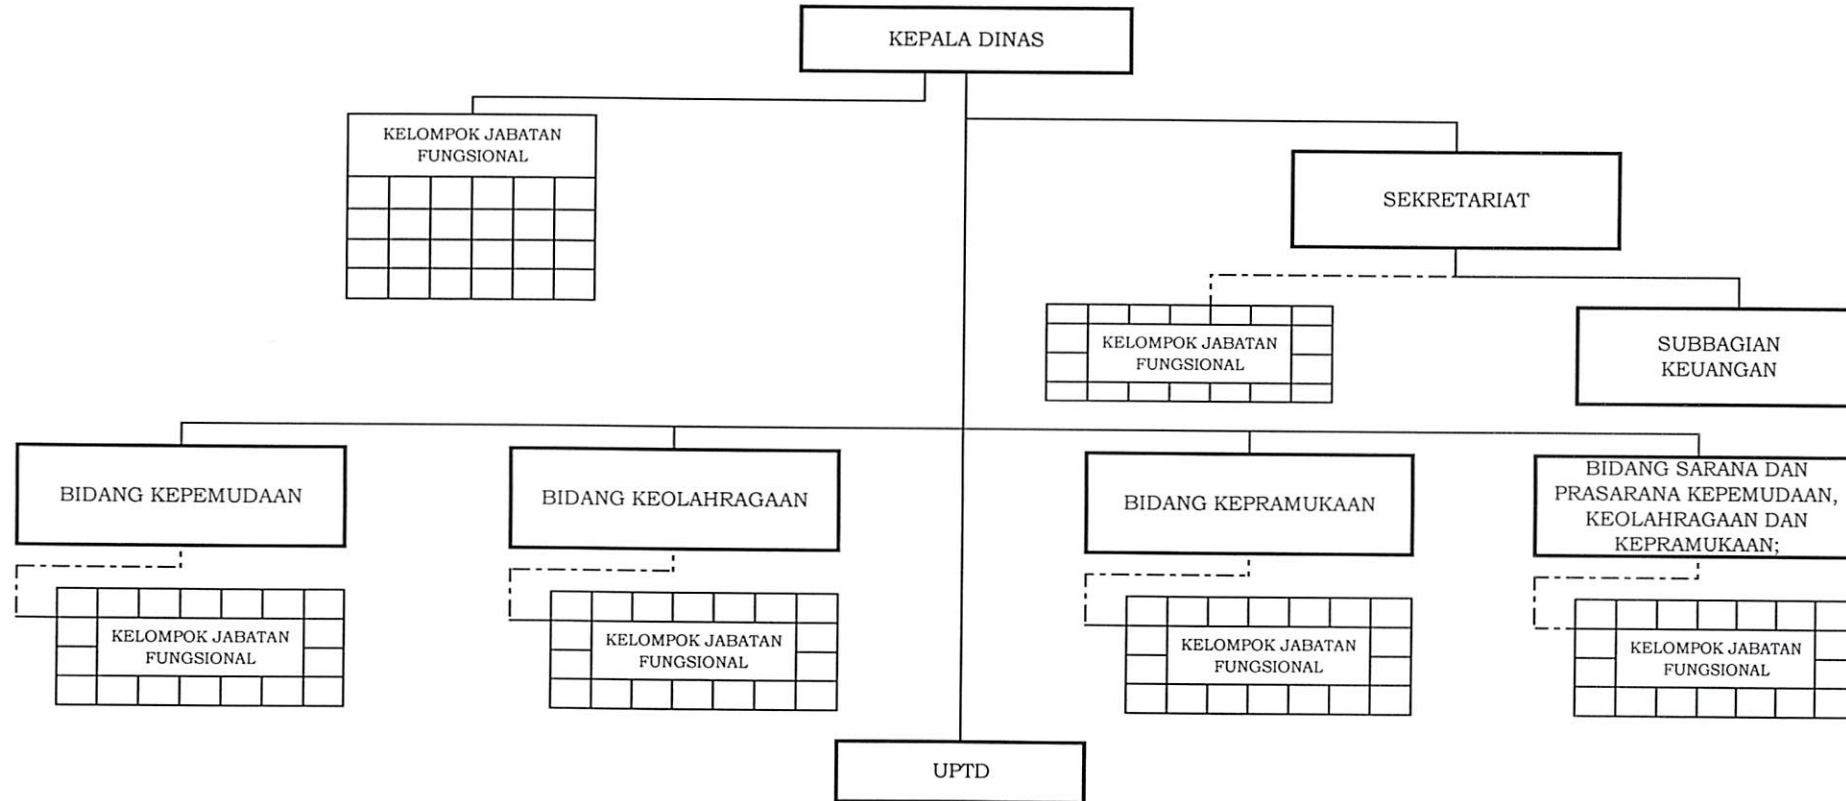 KEPALA DINAS
KELOMPOK JABATAN
FUNGSIONAL
SEKRETARIAT
KELOMPOK JABATAN
FUNGSIONAL
SUBBAGIAN
KEUANGAN
BIDANG KEPEMUDAAN
BIDANG KEOLAHRAGAAN
BIDANG KEPRAMUKAAN
BIDANG SARANA DAN
PRASARANA KEPEMUDAAN,
KEOLAHRAGAAN DAN
KEPRAMUKAAN;
KELOMPOK JABATAN
FUNGSIONAL
KELOMPOK JABATAN
FUNGSIONAL
KELOMPOK JABATAN
FUNGSIONAL
KELOMPOK JABATAN
FUNGSIONAL
UPTD